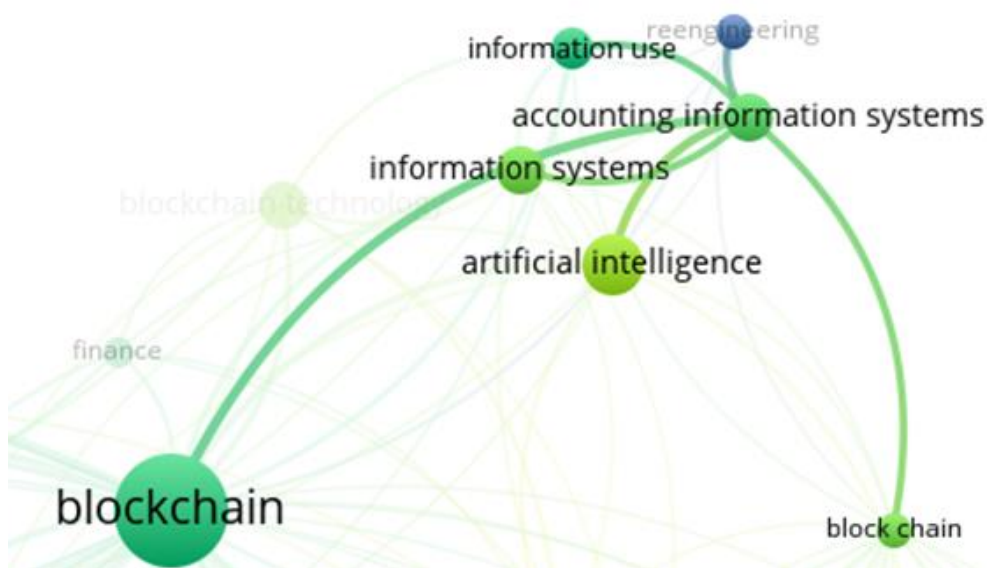 reengineering
information use
accounting information systems
information systems
blockchain technology
artificial intelligence
finance
blockchain
block chain